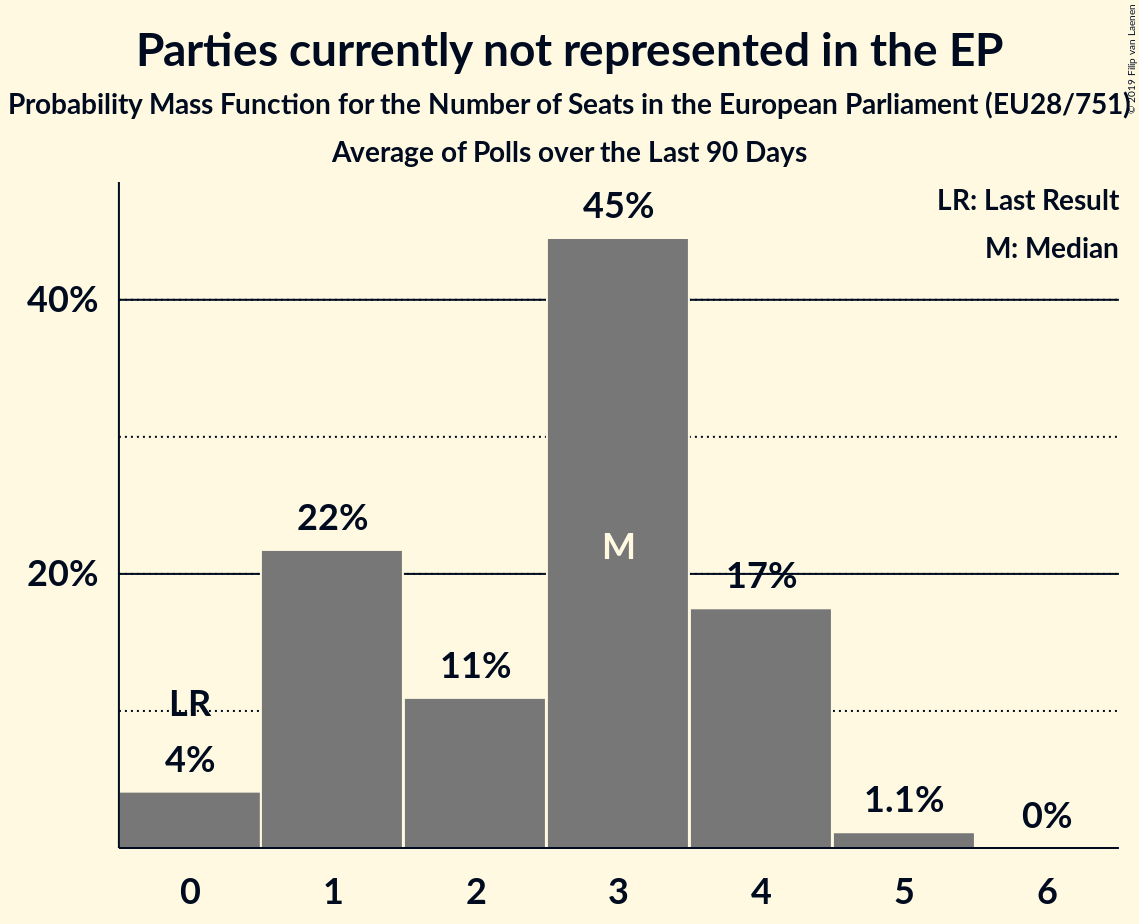 Parties currently not represented in the EP
Probability Mass Function for the Number of Seats in the European Parliament (EU28/751)
Average of Polls over the Last 90 Days
© 2019 Filip van Laenen
LR: Last Result
M: Median
45%
40%
22%
M
20%
17%
11%
LR
4%
1.1%
0%
0 1 2 3 4 5 6